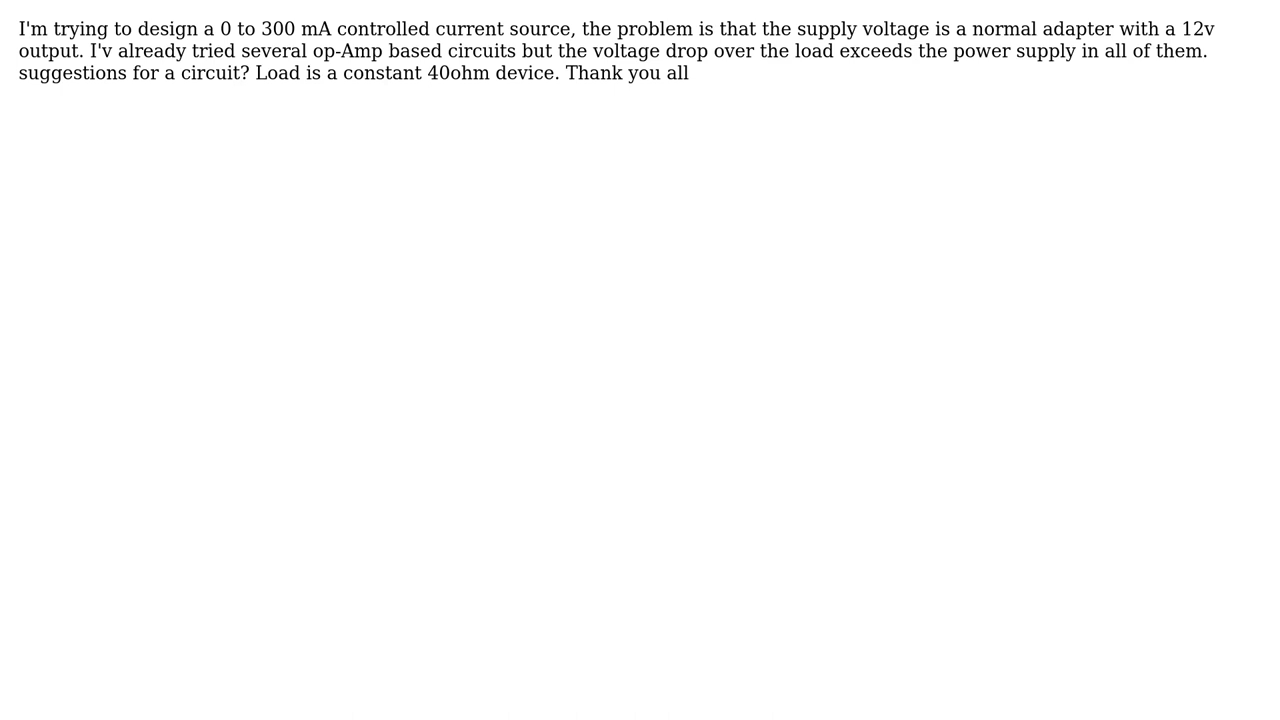 I'm trying to design a 0 to 300 mA controlled current source, the problem is that the supply voltage is a normal adapter with a 12v
output. I'v already tried several op-Amp based circuits but the voltage drop over the load exceeds the power supply in all of them.
suggestions for a circuit? Load is a constant 40ohm device. Thank you all